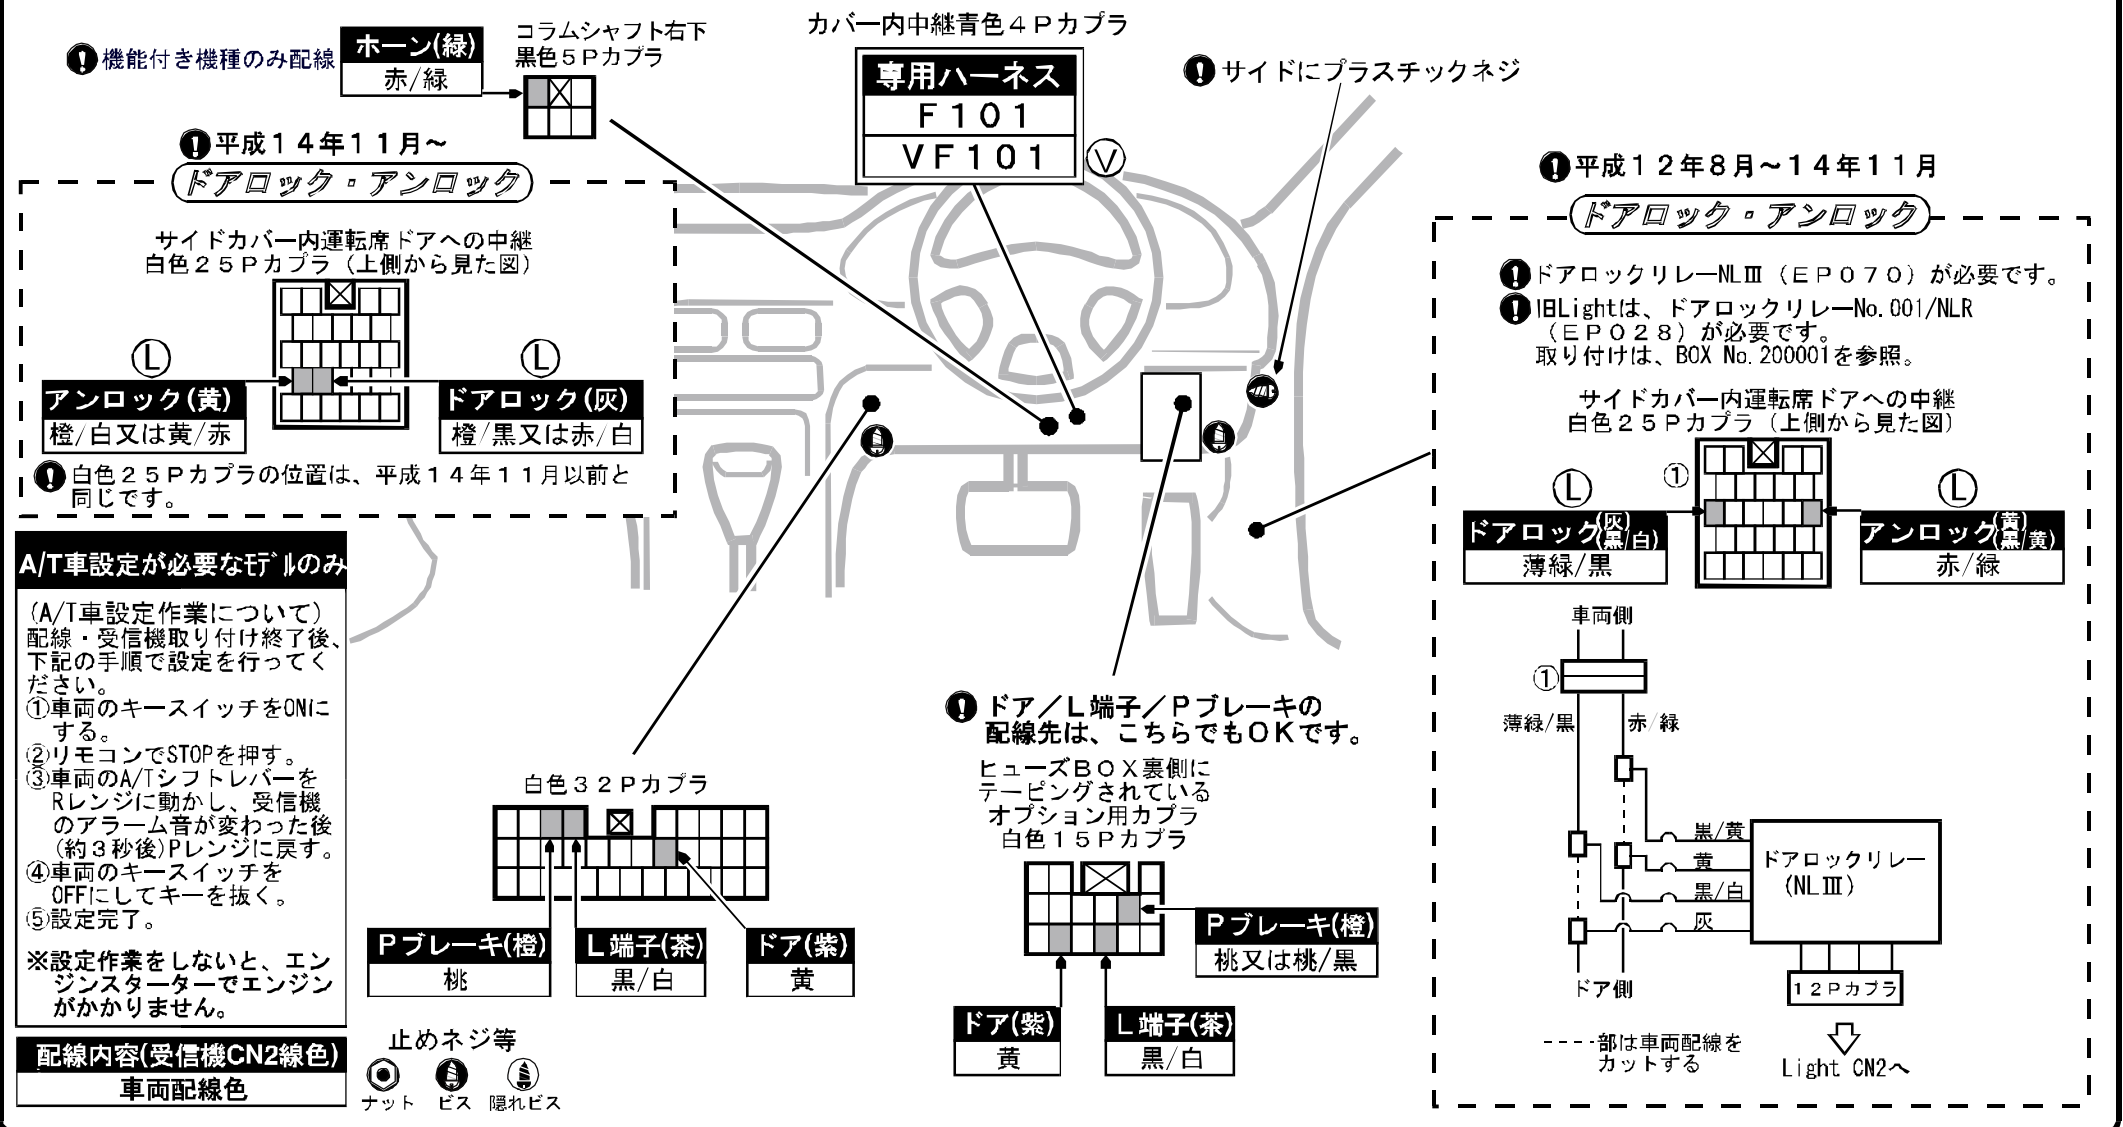 機能付き機種のみ配線
ホーン(緑)
赤/緑
コラムシャフト右下
黒色5Pカプラ
カバー内中継青色4Pカプラ
専用ハーネス
F101
VF101
V
サイドにプラスチックネジ
平成14年11月～
ドアロック・アンロック
サイドカバー内運転席ドアへの中継
白色25Pカプラ(上側から見た図)
L
アンロック(黄)
橙/白又は黄/赤
L
ドアロック(灰)
橙/黒又は赤/白
白色25Pカプラの位置は、平成14年11月以前と
同じです。
平成12年8月～14年11月
ドアロック・アンロック
ドアロックリレーNLⅢ(EP070)が必要です。
旧Lightは、ドアロックリレーNo.001/NLR
(EP028)が必要です。
取り付けは、BOX No.200001を参照。
サイドカバー内運転席ドアへの中継
白色25Pカプラ(上側から見た図)
①
L
ドアロック(灰)(黒/白)
薄緑/黒
L
アンロック(黄)(黒/黄)
赤/緑
車両側
①
薄緑/黒
赤/緑
黒/黄
黄
黒/白
灰
ドアロックリレー
(NLⅢ)
ドア側
12Pカプラ
----部は車両配線を
カットする
Light CN2へ
A/T車設定が必要なモデルのみ
(A/T車設定作業について)
配線・受信機取り付け終了後、
下記の手順で設定を行ってく
ださい。
①車両のキースイッチをONに
する。
②リモコンでSTOPを押す。
③車両のA/Tシフトレバーを
Rレンジに動かし、受信機
のアラーム音が変わった後
(約3秒後)Pレンジに戻す。
④車両のキースイッチを
OFFにしてキーを抜く。
⑤設定完了。
※設定作業をしないと、エン
ジンスターターでエンジン
がかかりません。
配線内容(受信機CN2線色)
車両配線色
止めネジ等
ナット
ビス
隠れビス
白色32Pカプラ
Pブレーキ(橙)
桃
L端子(茶)
黒/白
ドア(紫)
黄
ドア/L端子/Pブレーキの
配線先は、こちらでもOKです。
ヒューズBOX裏側に
テーピングされている
オプション用カプラ
白色15Pカプラ
Pブレーキ(橙)
桃又は桃/黒
ドア(紫)
黄
L端子(茶)
黒/白